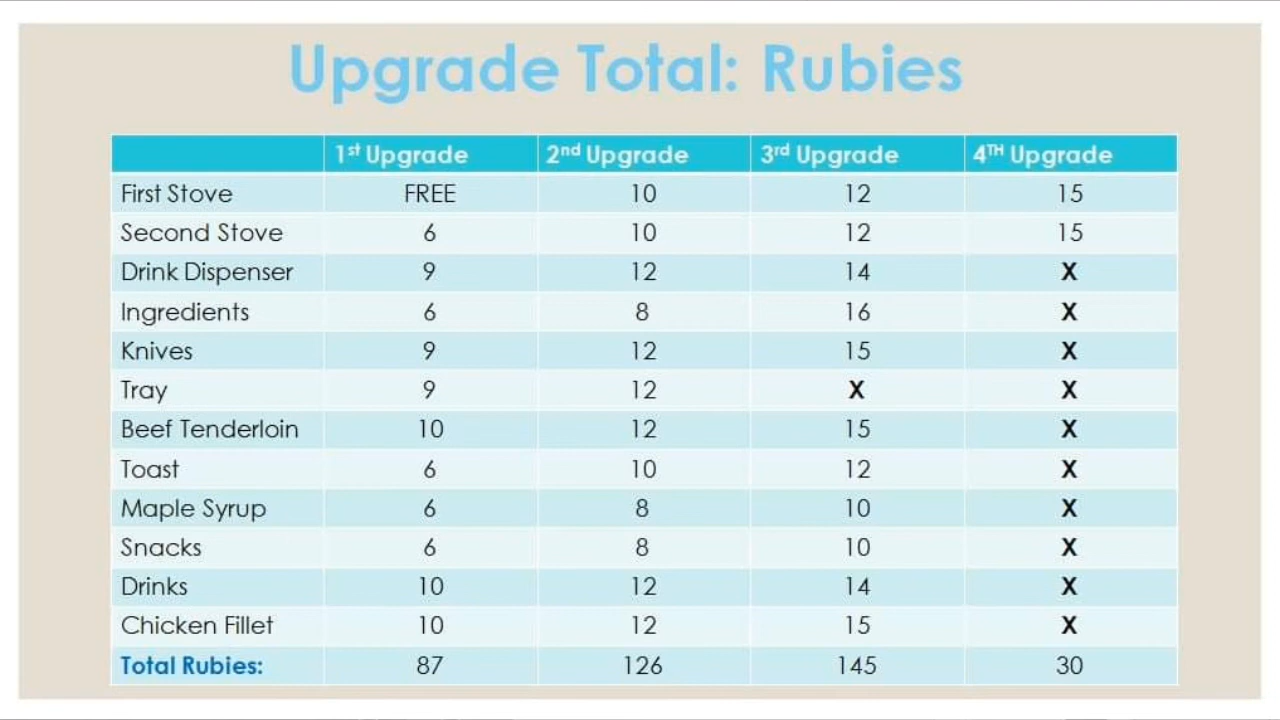 Upgrade Total: Rubies
1st Upgrade 2nd Upgrade 3rd Upgrade 4TH Upgrade
First Stove FREE 10 12 15
Second Stove 6 10 12 15
Drink Dispenser 9 12 14 X
Ingredients 6 8 16 X
Knives 9 12 15 X
Tray 9 12 X X
Beef Tenderloin 10 12 15 X
Toast 6 10 12 X
Maple Syrup 6 8 10 X
Snacks 6 8 10 X
Drinks 10 12 14 X
Chicken Fillet 10 12 15 X
Total Rubies: 87 126 145 30